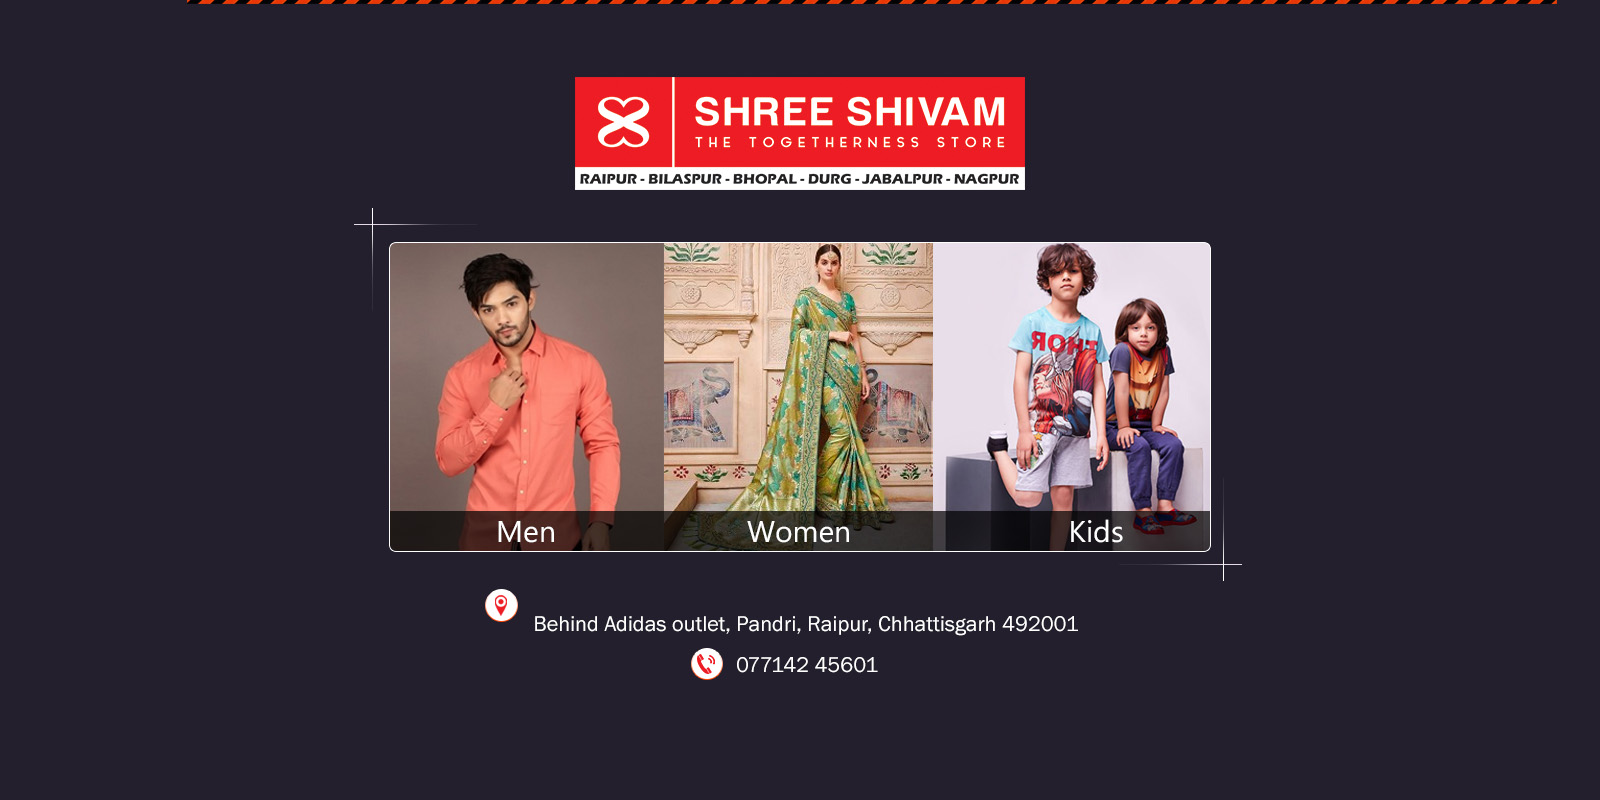 SHREE SHIVAM
THE TOGETHERNESS STORE
RAIPUR - BILASPUR - BHOPAL - DURG - JABALPUR - NAGPUR
THOR
Men
Women
Kids
Behind Adidas outlet, Pandri, Raipur, Chhattisgarh 492001
077142 45601